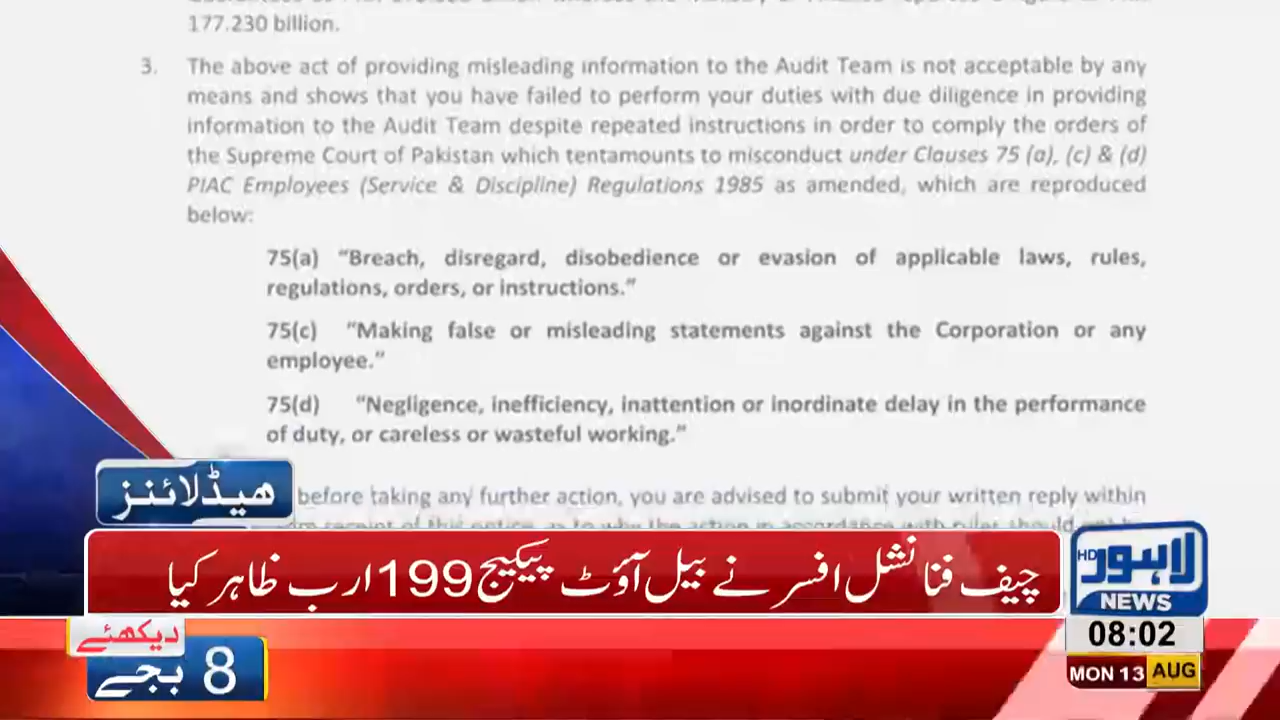 177.230 billion.
3. The above act of providing misleading information to the Audit Team is not acceptable by any
means and shows that you have failed to perform your duties with due diligence in providing
information to the Audit Team despite repeated instructions in order to comply the orders of
the Supreme Court of Pakistan which tentamounts to misconduct under Clauses 75 (a), (c) & (d)
PIAC Employees (Service & Discipline) Regulations 1985 as amended, which are reproduced
below:
75(a) “Breach, disregard, disobedience or evasion of applicable laws, rules,
regulations, orders, or instructions.”
75(c) “Making false or misleading statements against the Corporation or any
employee.”
75(d) “Negligence, inefficiency, inattention or inordinate delay in the performance
of duty, or careless or wasteful working.”
before taking any further action, you are advised to submit your written reply within
ہیڈلائنز
چیف فنانشل افسر نے بیل آؤٹ پیکیج 199 ارب ظاہر کیا
لاہور HD
NEWS
08:02
MON 13 AUG
دیکھئے
8 بجے